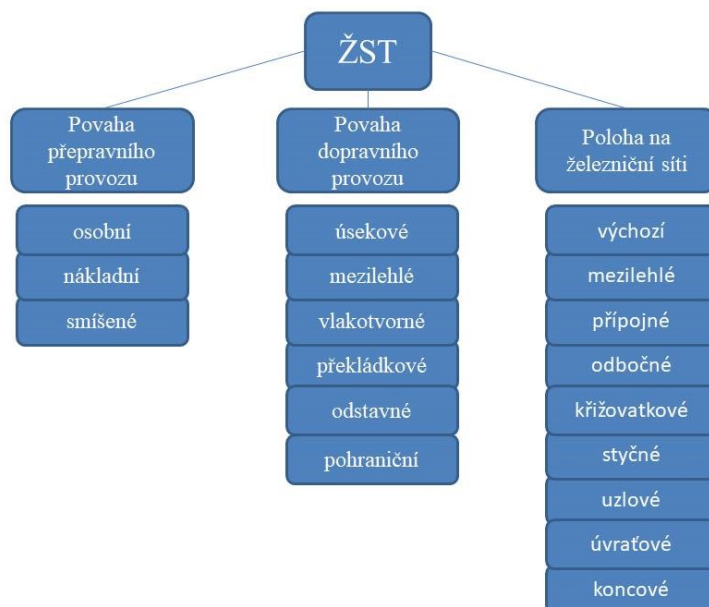 ŽST
Povaha
přepravního
provozu
osobní
nákladní
smíšené
Povaha
dopravního
provozu
úsekové
mezilehlé
vlakotvorné
překládkové
odstavné
pohraniční
Poloha na
železniční síti
výchozí
mezilehlé
přípojné
odbočné
křižovatkové
styčné
uzlové
úvraťové
koncové